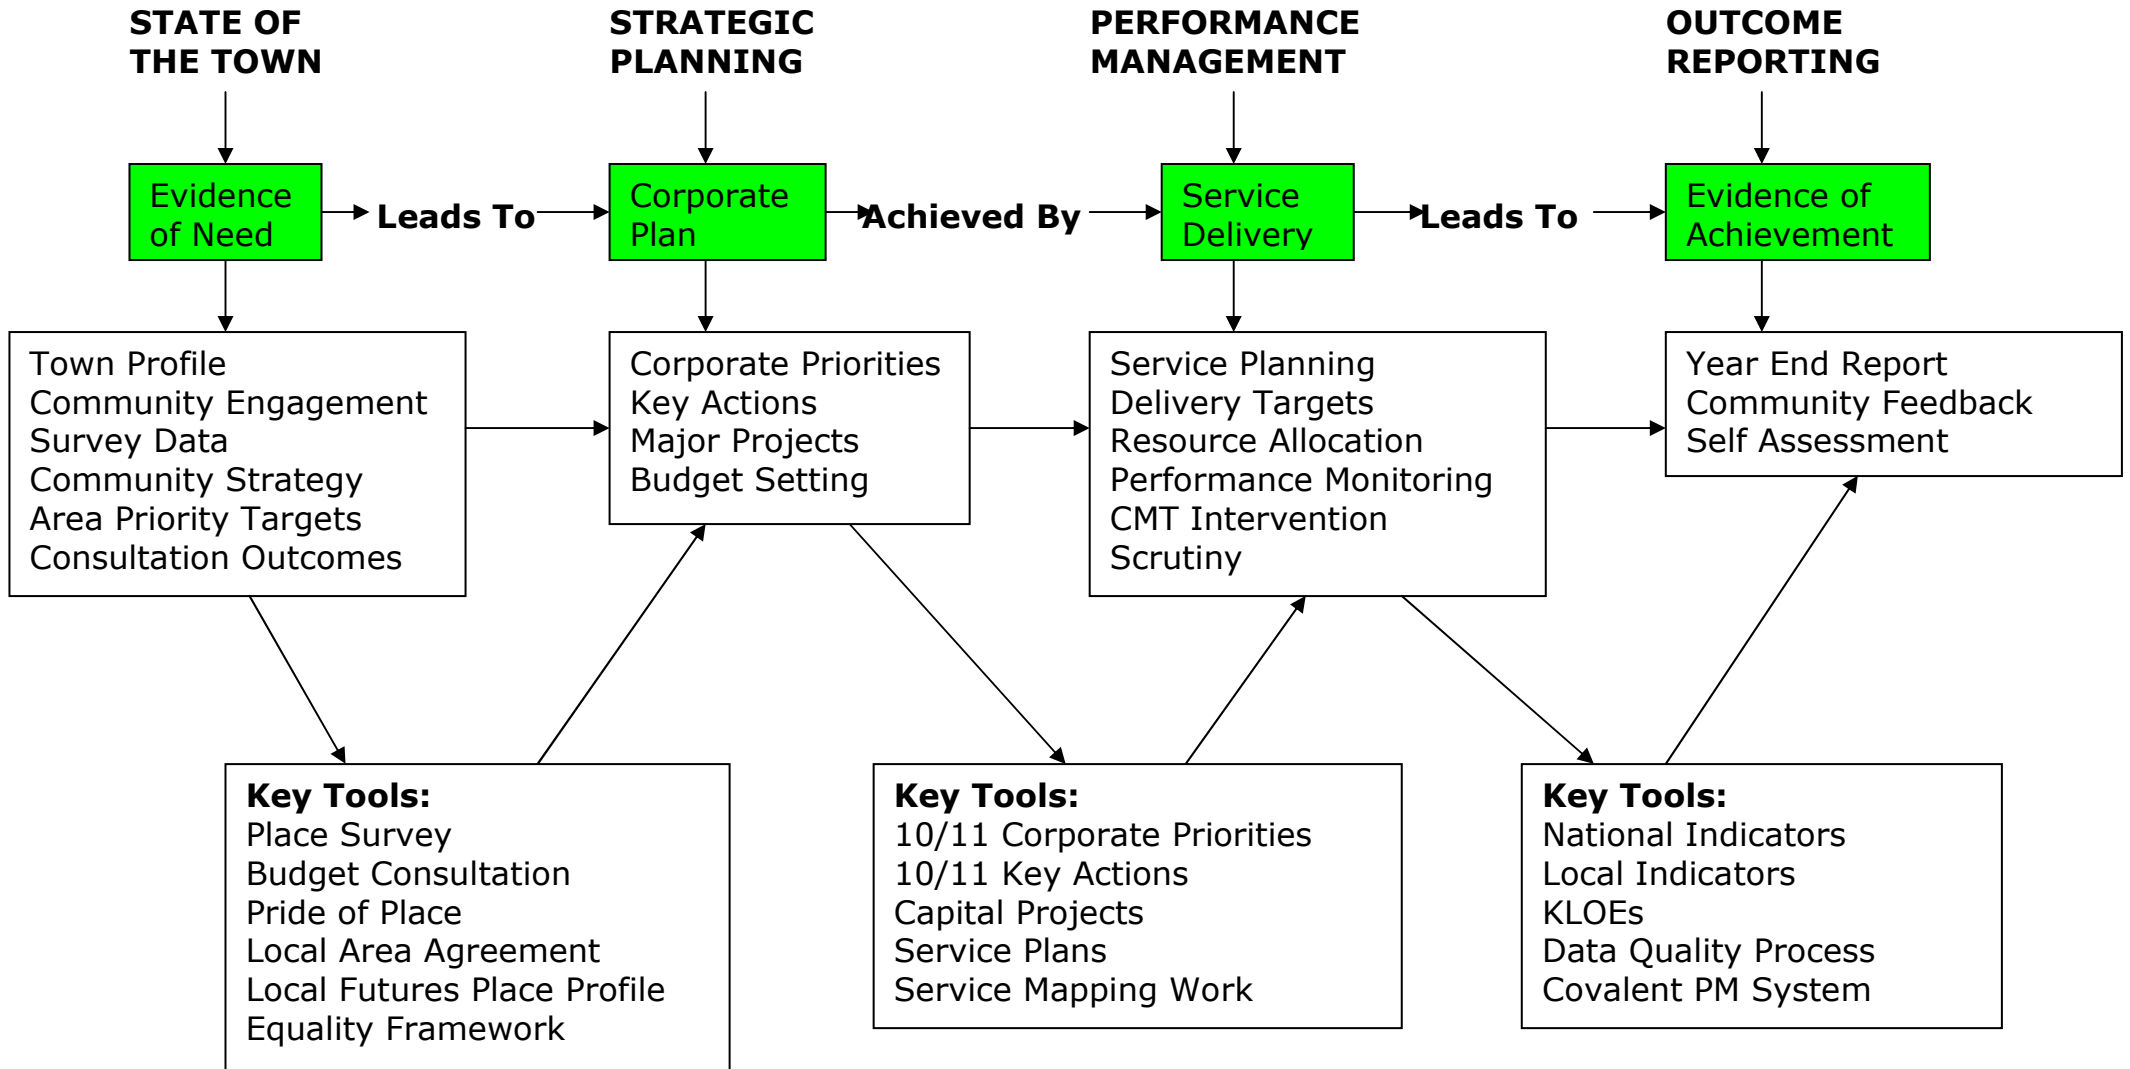 STATE OF
THE TOWN
STRATEGIC
PLANNING
PERFORMANCE
MANAGEMENT
OUTCOME
REPORTING
Evidence
of Need
Leads To
Corporate
Plan
Achieved By
Service
Delivery
Leads To
Evidence of
Achievement
Town Profile
Community Engagement
Survey Data
Community Strategy
Area Priority Targets
Consultation Outcomes
Corporate Priorities
Key Actions
Major Projects
Budget Setting
Service Planning
Delivery Targets
Resource Allocation
Performance Monitoring
CMT Intervention
Scrutiny
Year End Report
Community Feedback
Self Assessment
Key Tools:
Place Survey
Budget Consultation
Pride of Place
Local Area Agreement
Local Futures Place Profile
Equality Framework
Key Tools:
10/11 Corporate Priorities
10/11 Key Actions
Capital Projects
Service Plans
Service Mapping Work
Key Tools:
National Indicators
Local Indicators
KLOEs
Data Quality Process
Covalent PM System